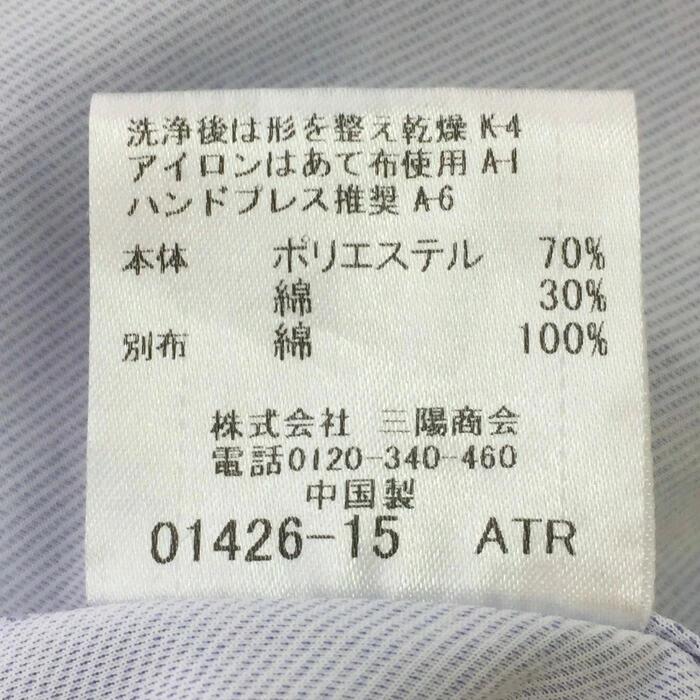 洗浄後は形を整え乾燥 K-4
アイロンはあて布使用 A-1
ハンドプレス推奨 A-6
本体 ポリエステル 70%
綿 30%
別布 綿 100%
株式会社 三陽商会
電話0120-340-460
中国製
01426-15 ATR